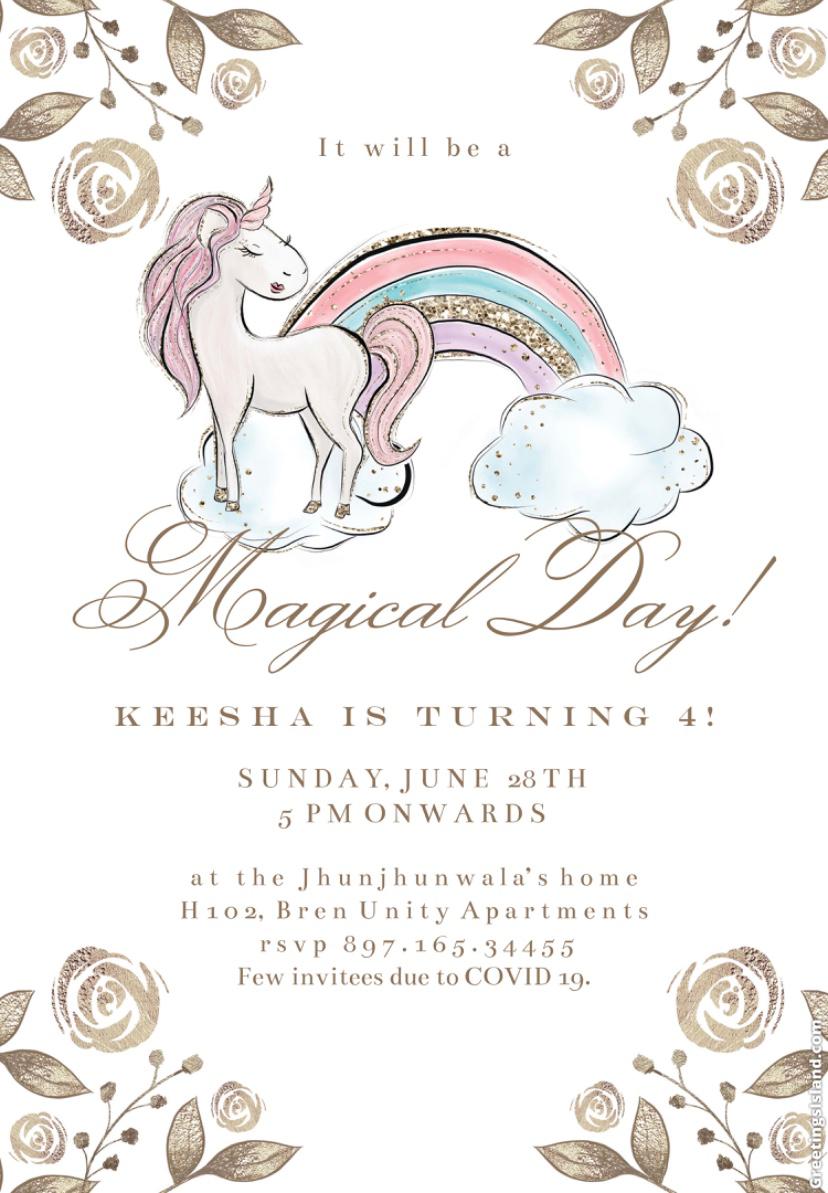 It will be a
Magical Day!
KEESHA IS TURNING 4!
SUNDAY, JUNE 28TH
5 PM ONWARDS
at the Jhunjhunwala's home
H102, Bren Unity Apartments
rsvp 897.165.34455
Few invitees due to COVID 19.
GreetingsIsland.com